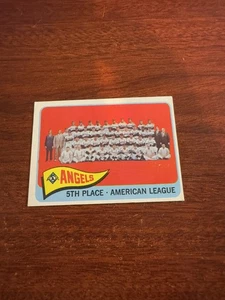 ANGELS
5TH PLACE - AMERICAN LEAGUE